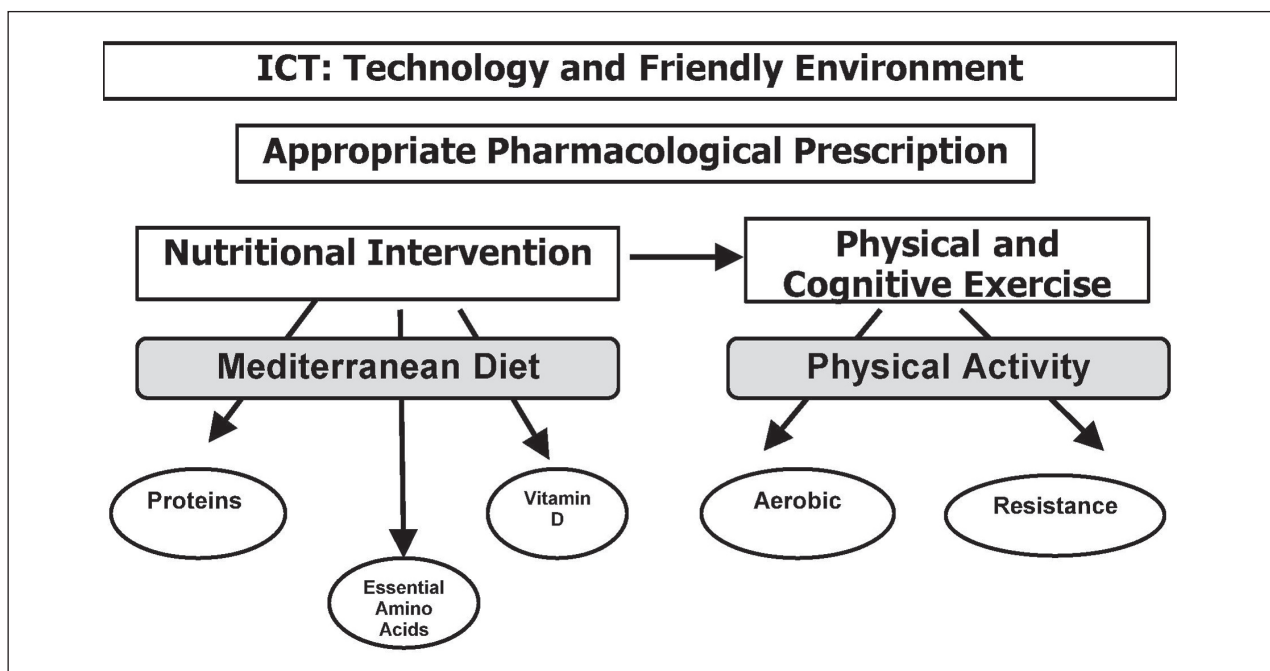 ICT: Technology and Friendly Environment
Appropriate Pharmacological Prescription
Nutritional Intervention
Physical and
Cognitive Exercise
Mediterranean Diet
Physical Activity
Proteins
Essential
Amino
Acids
Vitamin
D
Aerobic
Resistance